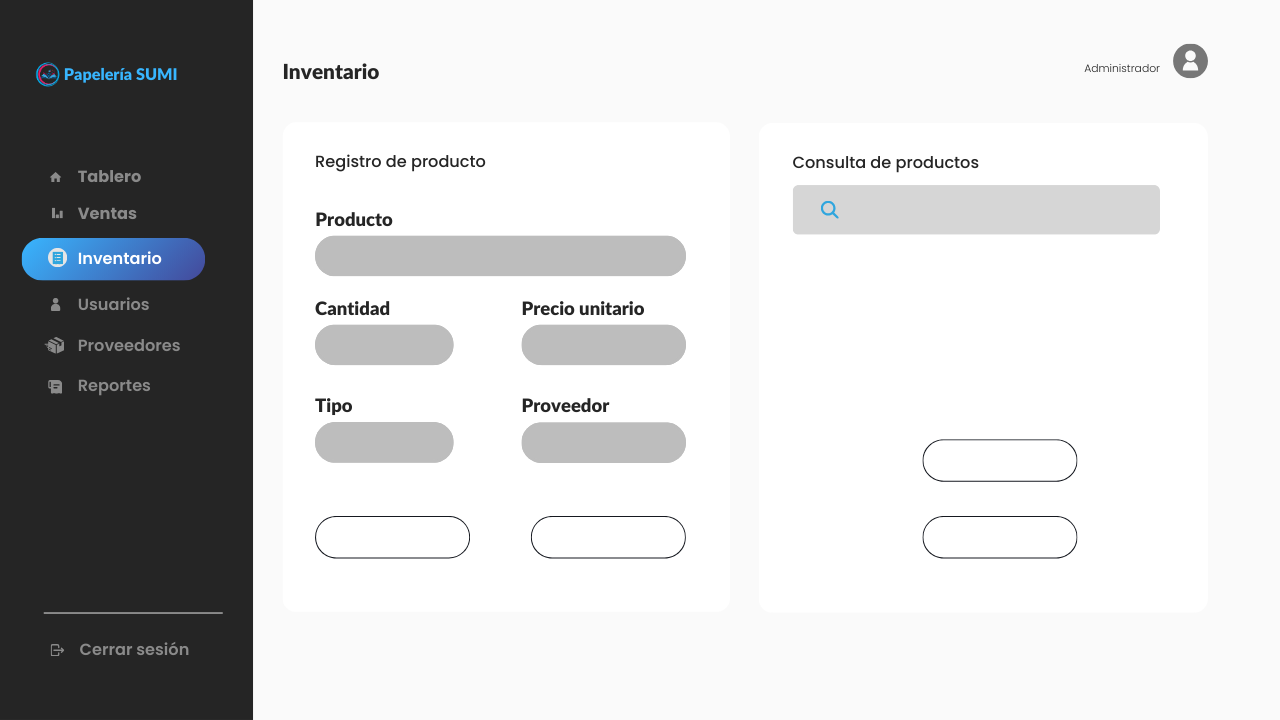 Papelería SUMI
Tablero
Ventas
Inventario
Usuarios
Proveedores
Reportes
Cerrar sesión
Inventario
Administrador
Registro de producto
Producto
Cantidad
Precio unitario
Tipo
Proveedor
Consulta de productos